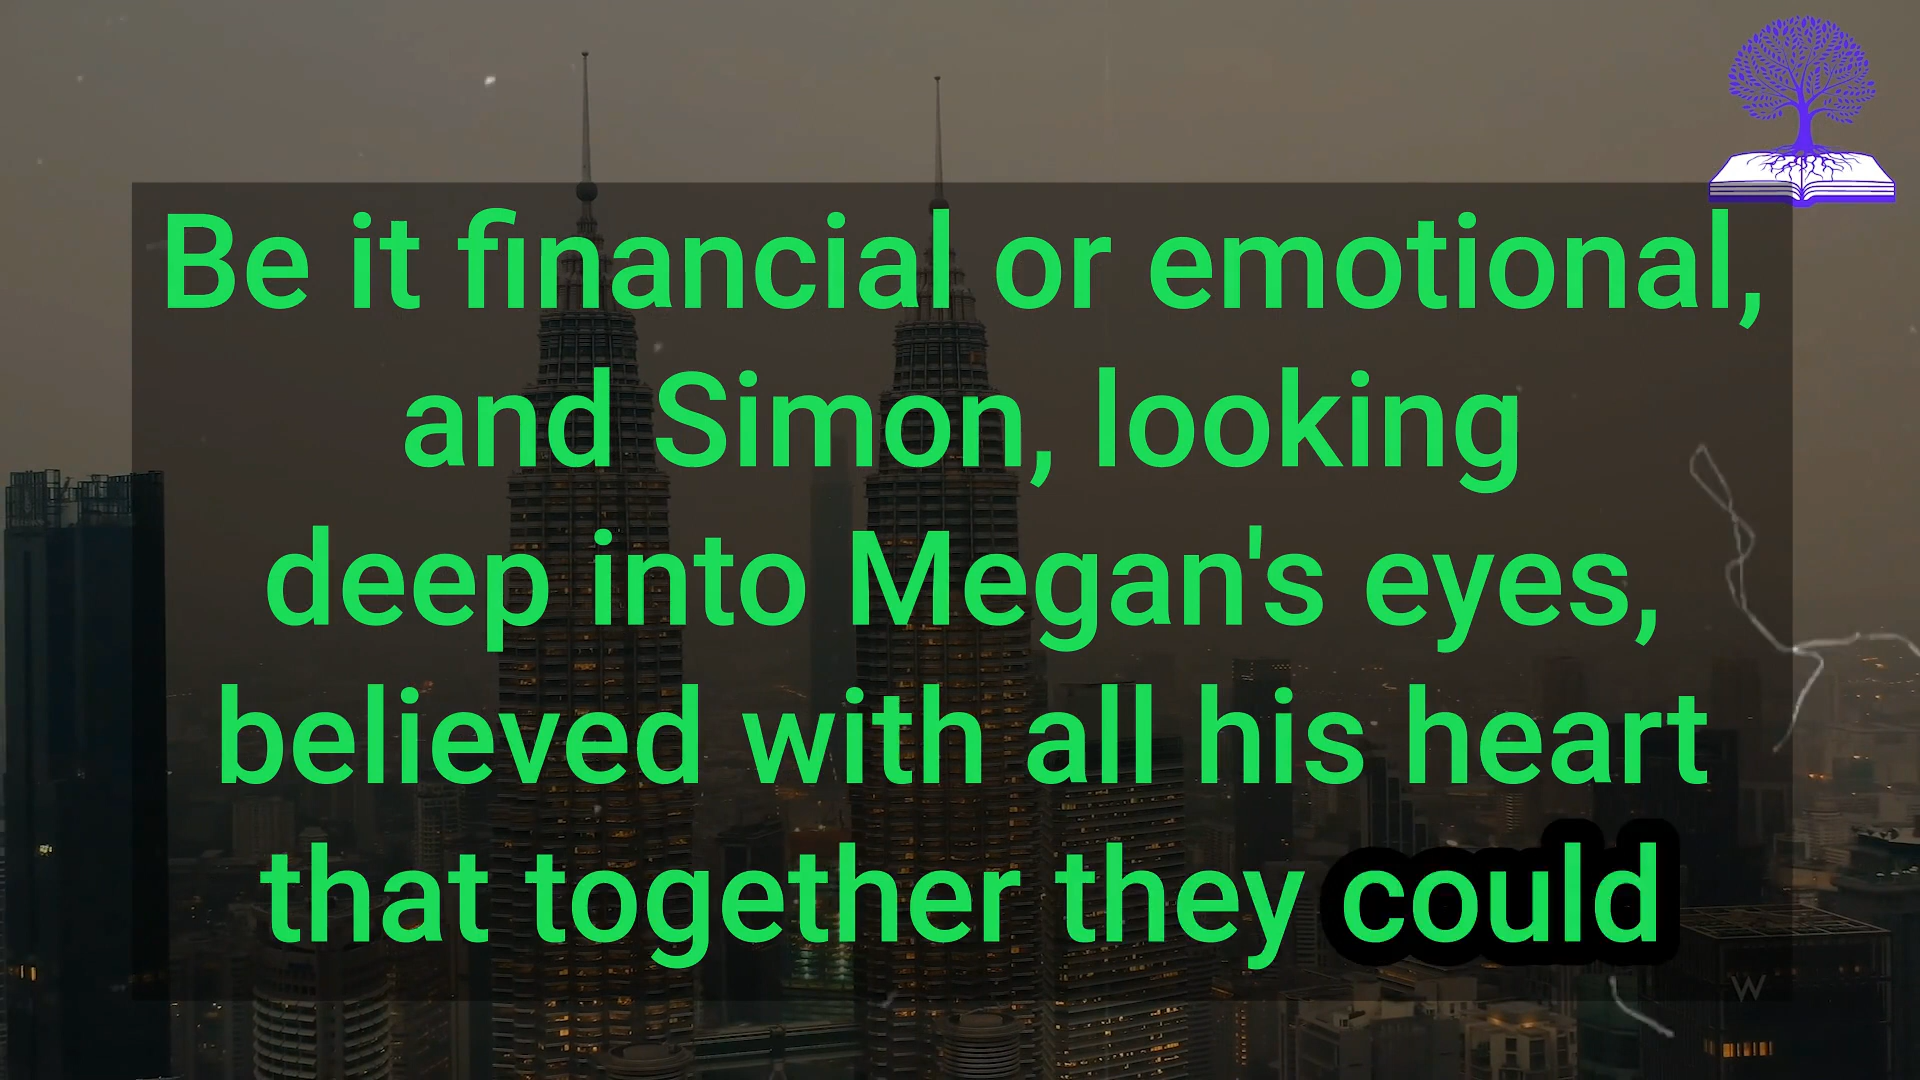 Be it financial or emotional,
and Simon, looking
deep into Megan's eyes,
believed with all his heart
that together they could
W